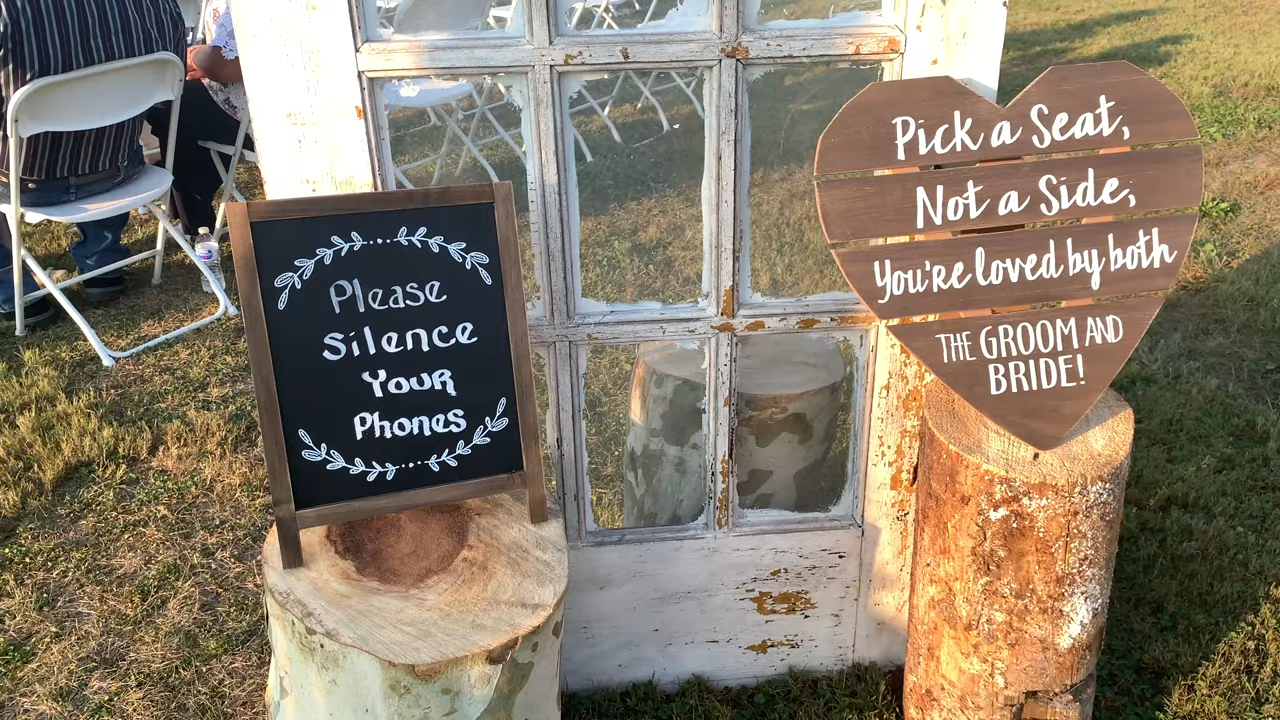 Please
Silence
Your
Phones
Pick a Seat,
Not a Side,
You're loved by both
THE GROOM AND
BRIDE!